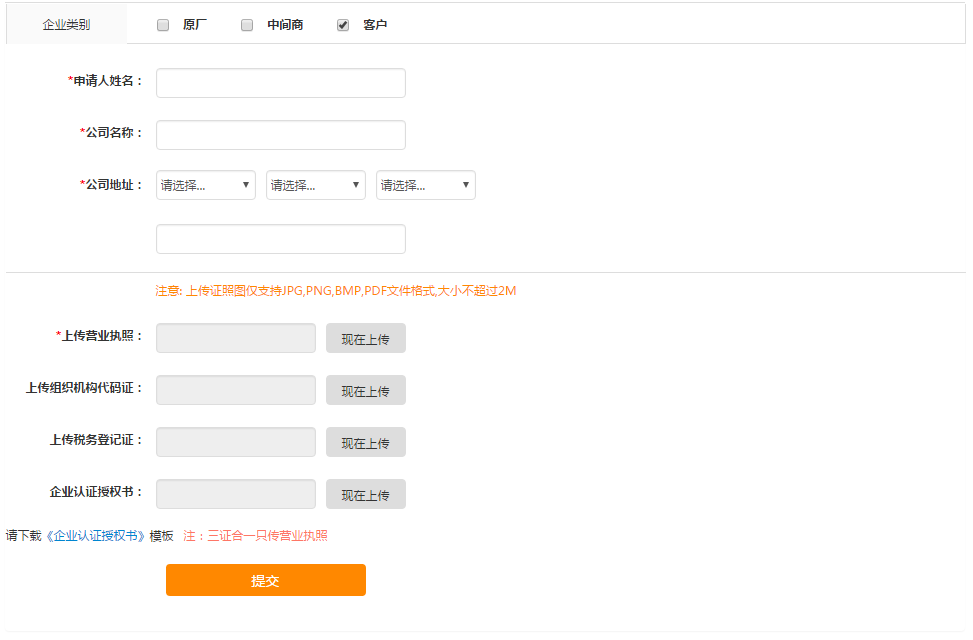 企业类别 原厂 中间商 客户
*申请人姓名：
*公司名称：
*公司地址： 请选择... 请选择... 请选择...
注意: 上传证照图仅支持JPG,PNG,BMP,PDF文件格式,大小不超过2M
*上传营业执照： 现在上传
上传组织机构代码证： 现在上传
上传税务登记证： 现在上传
企业认证授权书： 现在上传
请下载《企业认证授权书》模板 注：三证合一只传营业执照
提交